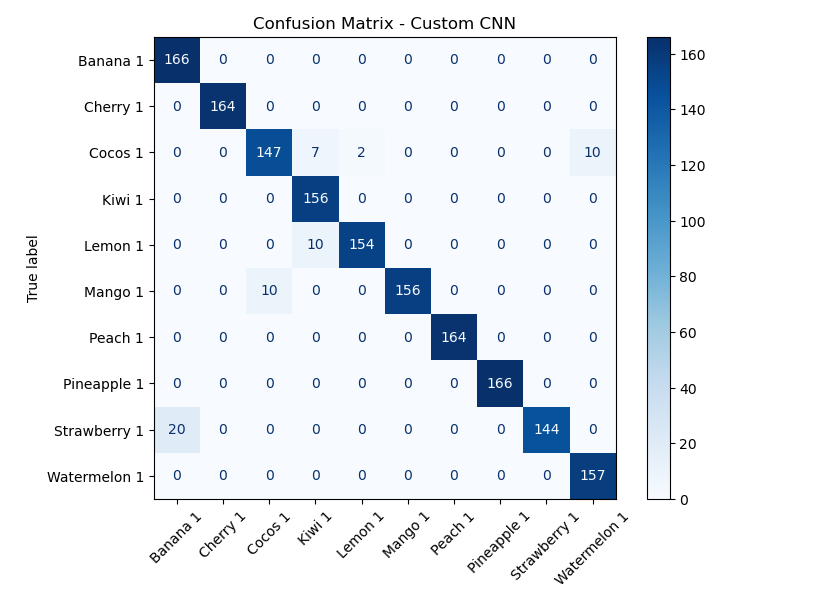 Confusion Matrix - Custom CNN
Banana 1 166 0 0 0 0 0 0 0 0 0
Cherry 1 0 164 0 0 0 0 0 0 0 0
Cocos 1 0 0 147 7 2 0 0 0 0 10
Kiwi 1 0 0 0 156 0 0 0 0 0 0
Lemon 1 0 0 0 10 154 0 0 0 0 0
Mango 1 0 0 10 0 0 156 0 0 0 0
Peach 1 0 0 0 0 0 0 164 0 0 0
Pineapple 1 0 0 0 0 0 0 0 166 0 0
Strawberry 1 20 0 0 0 0 0 0 0 144 0
Watermelon 1 0 0 0 0 0 0 0 0 0 157
True label
Banana 1 Cherry 1 Cocos 1 Kiwi 1 Lemon 1 Mango 1 Peach 1 Pineapple 1 Strawberry 1 Watermelon 1
160
140
120
100
80
60
40
20
0